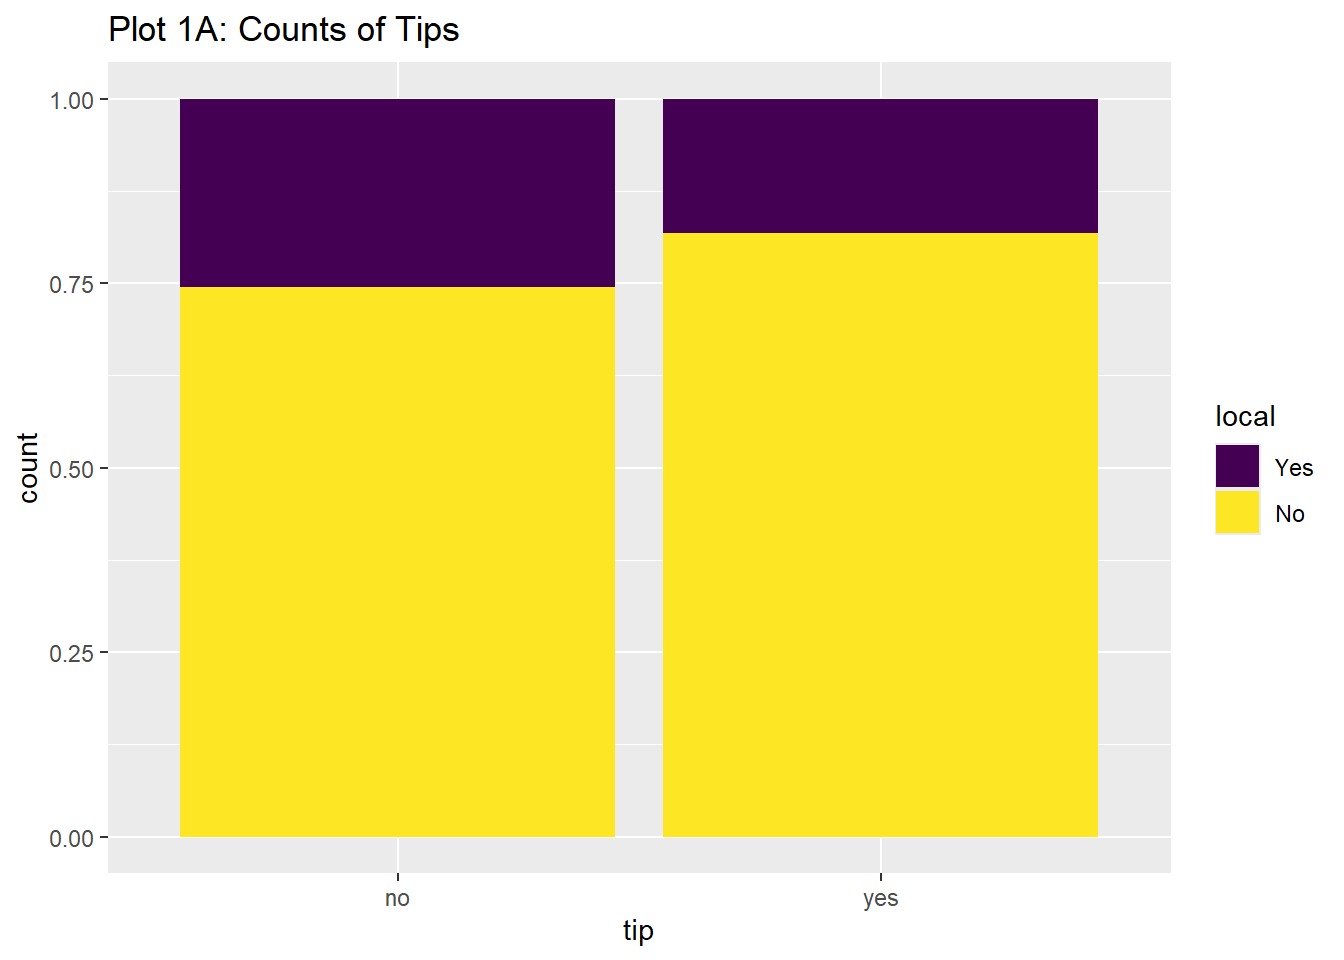 Plot 1A: Counts of Tips
1.00
0.75
0.50
0.25
0.00
count
no
yes
tip
local
Yes
No